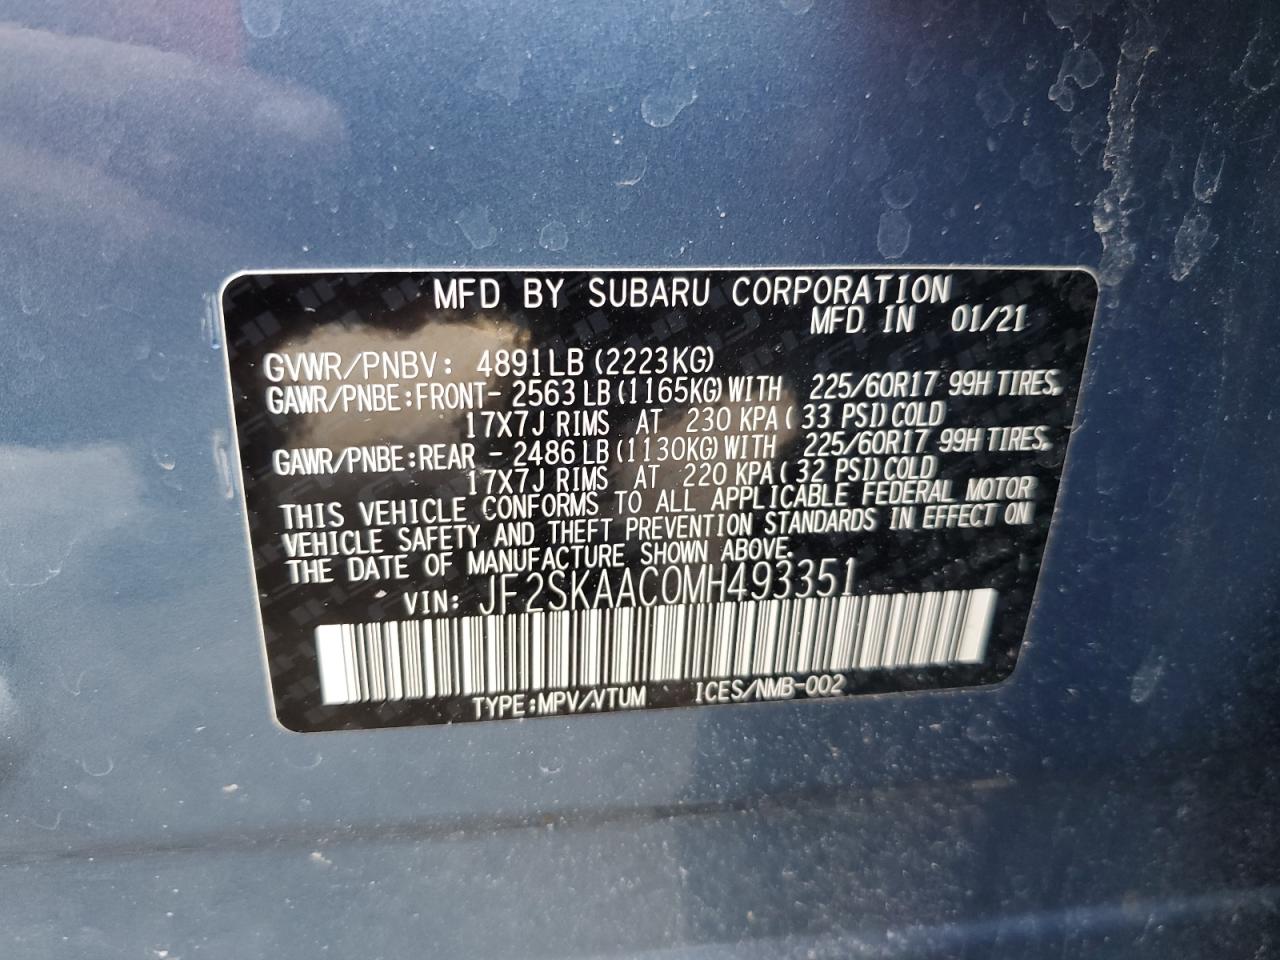 MFD BY SUBARU CORPORATION
MFD IN 01/21
GVWR/PNBV: 4891LB (2223KG)
GAWR/PNBE:FRONT- 2563 LB (1165KG) WITH 225/60R17 99H TIRES,
17X7J RIMS AT 230 KPA ( 33 PSI) COLD
GAWR/PNBE:REAR - 2486 LB (1130KG) WITH 225/60R17 99H TIRES,
17X7J RIMS AT 220 KPA ( 32 PSI) COLD
THIS VEHICLE CONFORMS TO ALL APPLICABLE FEDERAL MOTOR
VEHICLE SAFETY AND THEFT PREVENTION STANDARDS IN EFFECT ON
THE DATE OF MANUFACTURE SHOWN ABOVE.
VIN: JF2SKAAC0MH493351
TYPE:MPV/VTUM ICES/NMB-002